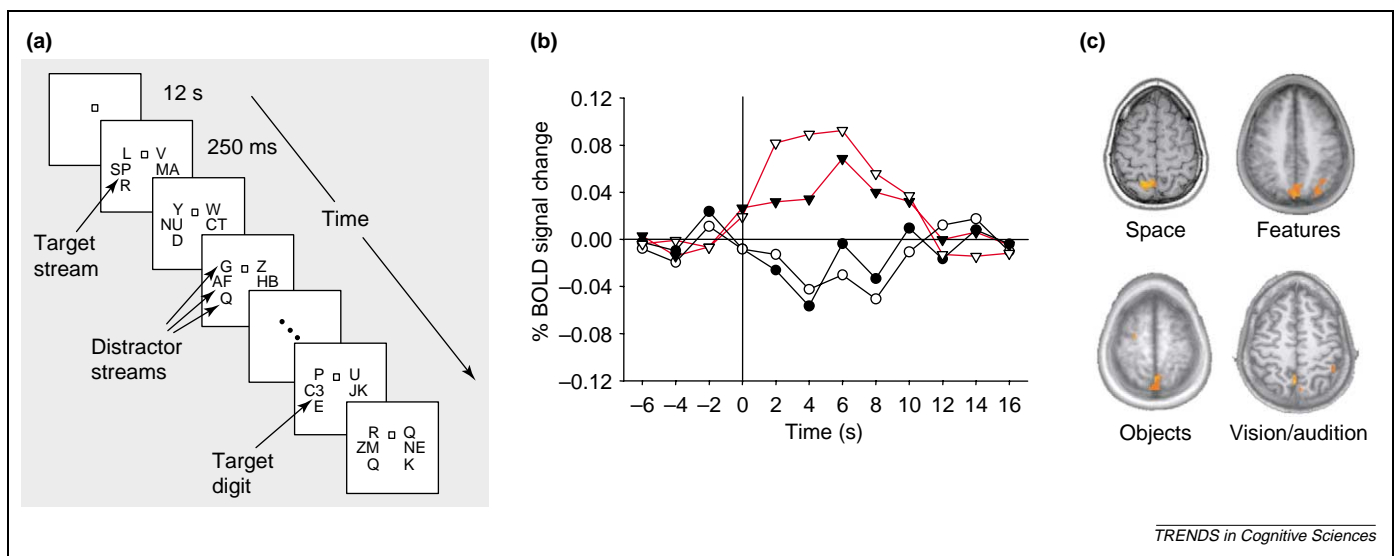 (a)
12 s
L V
SP MA
R
250 ms
Target
stream
Y W
NU CT
D
Time
G Z
AF HB
Q
Distractor
streams
P U
C3 JK
E
Target
digit
R Q
ZM NE
Q K
(b)
% BOLD signal change
0.12
0.08
0.04
0.00
–0.04
–0.08
–0.12
–6 –4 –2 0 2 4 6 8 10 12 14 16
Time (s)
(c)
Space Features
Objects Vision/audition
TRENDS in Cognitive Sciences